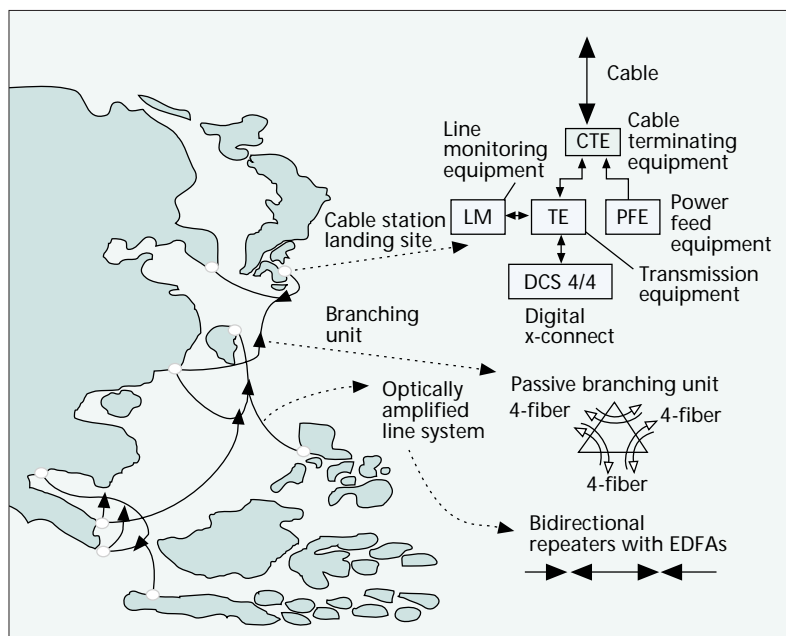 Cable
CTE
Cable
terminating
equipment
Line
monitoring
equipment
LM
TE
PFE
Power
feed
equipment
Cable station
landing site
Transmission
equipment
DCS 4/4
Digital
x-connect
Branching
unit
Optically
amplified
line system
Passive branching unit
4-fiber
4-fiber
4-fiber
Bidirectional
repeaters with EDFAs